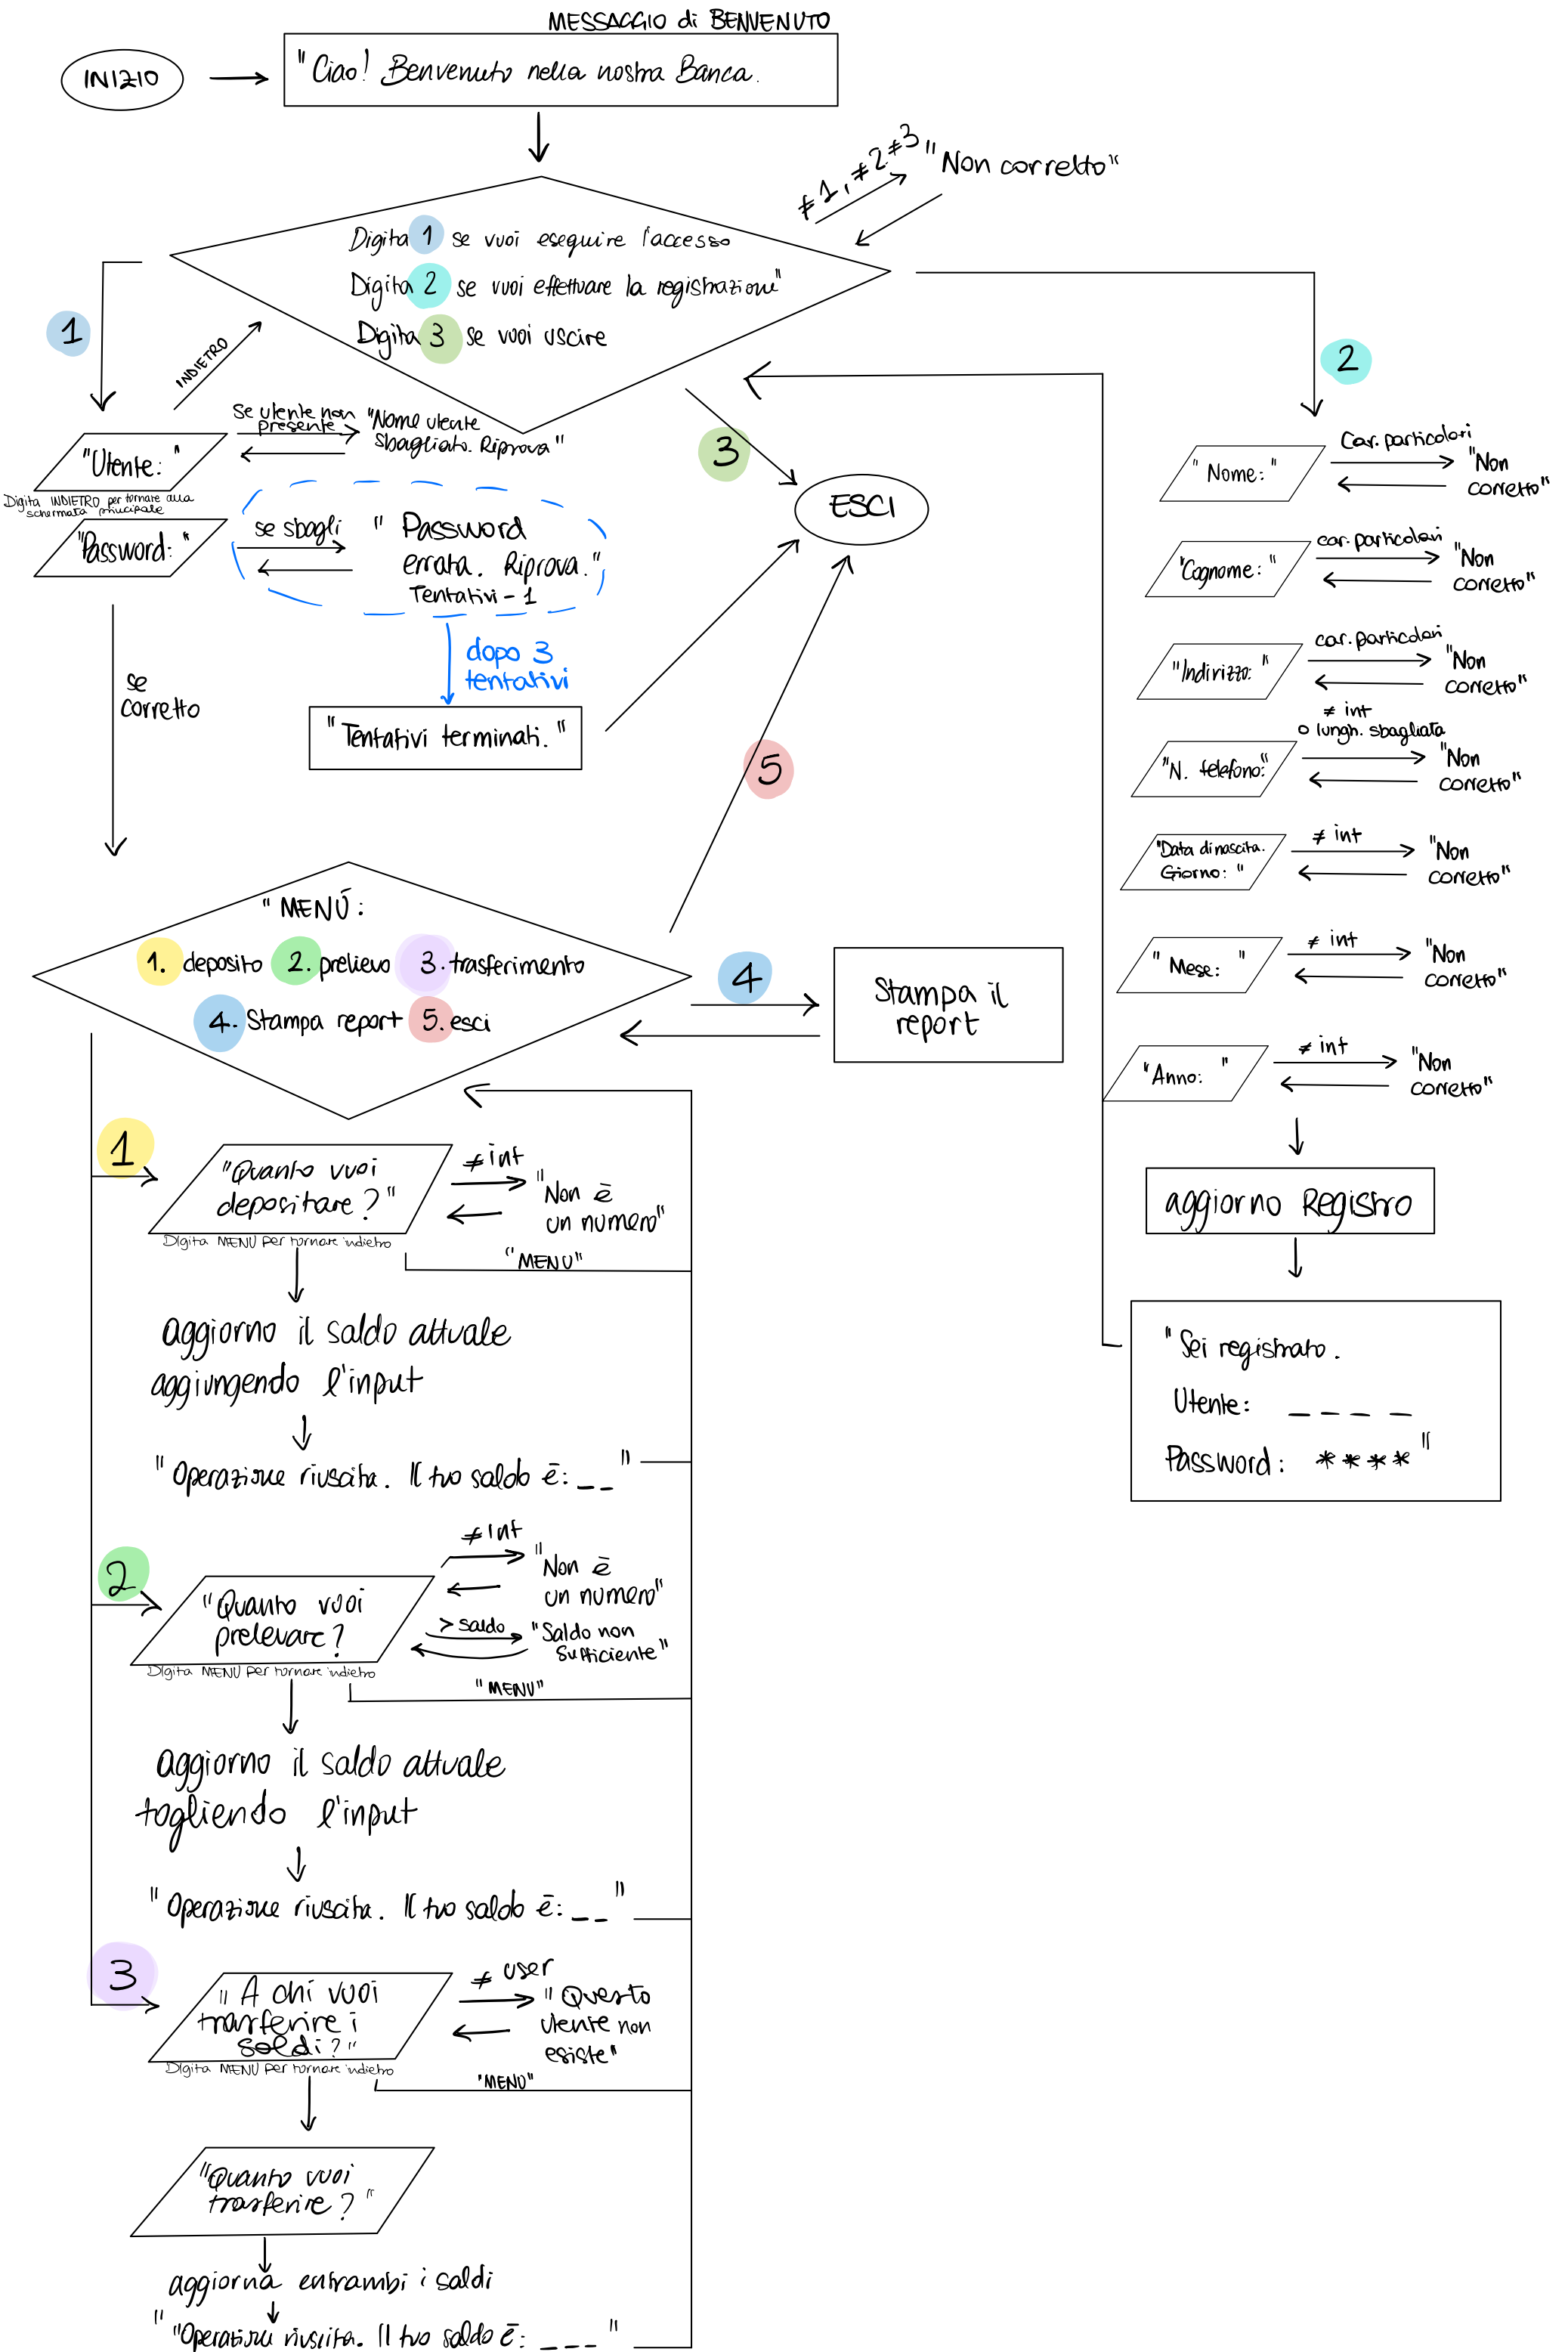 MESSAGGIO di BENVENUTO
INIZIO
"Ciao! Benvenuto nella nostra Banca.
≠1, ≠2 ≠3
"Non corretto"
Digita 1 se vuoi eseguire l'accesso
Digita 2 se vuoi effettuare la registrazione"
Digita 3 se vuoi uscire
1
INDIETRO
2
3
ESCI
"Utente: "
Digita INDIETRO per tornare alla
schermata principale
se utente non
presente
"Nome utente
sbagliato. Riprova"
"Password: "
se sbagli
" Password
errata. Riprova."
Tentativi - 1
dopo 3
tentativi
"Tentativi terminati."
se
corretto
5
" Nome: "
Car. particolari
"Non
corretto"
"Cognome: "
car. particolari
"Non
corretto"
"Indirizzo: "
car. particolari
"Non
corretto"
"N. telefono:"
≠ int
o lungh. sbagliata
"Non
corretto"
"Data di nascita.
Giorno: "
≠ int
"Non
corretto"
" Mese: "
≠ int
"Non
corretto"
"Anno: "
≠ int
"Non
corretto"
aggiorno Registro
"Sei registrato.
Utente: _ _ _ _
Password: **** "
" MENÚ:
1. deposito 2. prelievo 3. trasferimento
4. Stampa report 5. esci
4
Stampa il
report
1
"Quanto vuoi
depositare?"
Digita MENU per tornare indietro
≠ int
"Non è
un numero"
"MENU"
aggiorno il saldo attuale
aggiungendo l'input
"Operazione riuscita. Il tuo saldo è: _ _ "
2
"Quanto vuoi
prelevare?
Digita MENU per tornare indietro
≠ int
"Non è
un numero"
> saldo
"Saldo non
sufficiente"
"MENU"
aggiorno il saldo attuale
togliendo l'input
"Operazione riuscita. Il tuo saldo è: _ _ "
3
" A chi vuoi
trasferire i
soldi?"
Digita MENU per tornare indietro
≠ user
"Questo
utente non
esiste"
"MENU"
"Quanto vuoi
trasferire? "
aggiorna entrambi i saldi
" "Operazione riuscita. Il tuo saldo è: _ _ _ "